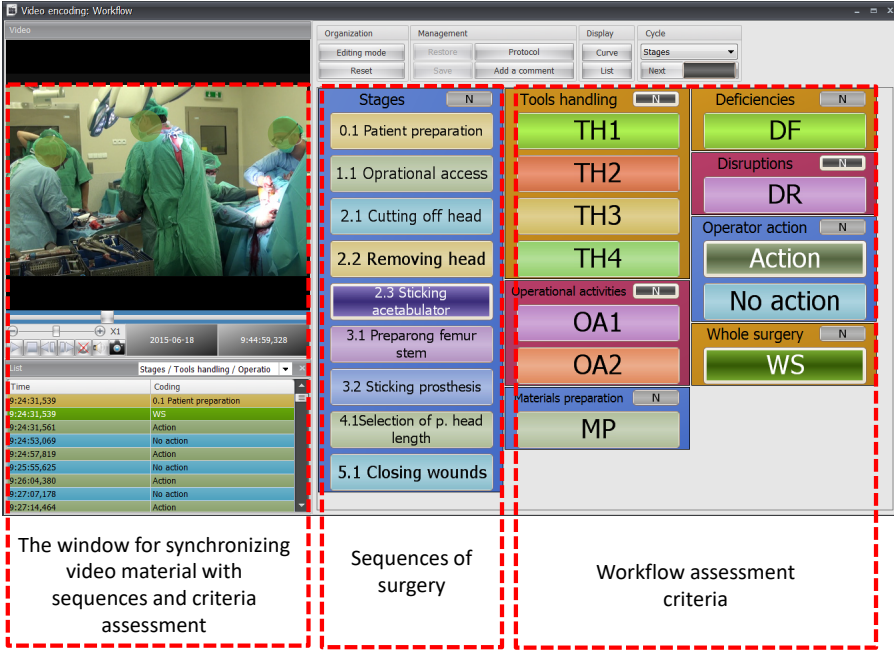 Video encoding: Workflow
Video
Organization
Management
Display
Cycle
Editing mode
Restore
Protocol
Curve
Stages
Reset
Save
Add a comment
List
Next
Stages N
0.1 Patient preparation
1.1 Oprational access
2.1 Cutting off head
2.2 Removing head
2.3 Sticking
acetabulator
3.1 Preparong femur
stem
3.2 Sticking prosthesis
4.1Selection of p. head
length
5.1 Closing wounds
Tools handling N
TH1
TH2
TH3
TH4
Operational activities N
OA1
OA2
Materials preparation N
MP
Deficiencies N
DF
Disruptions N
DR
Operator action N
Action
No action
Whole surgery N
WS
X1
2015-06-18
9:44:59,328
List
Stages / Tools handling / Operatio
Time Coding
9:24:31,539 0.1 Patient preparation
9:24:31,539 WS
9:24:31,561 Action
9:24:53,069 No action
9:24:57,819 Action
9:25:55,625 No action
9:26:04,380 Action
9:27:07,178 No action
9:27:14,464 Action
The window for synchronizing
video material with
sequences and criteria
assessment
Sequences of
surgery
Workflow assessment
criteria